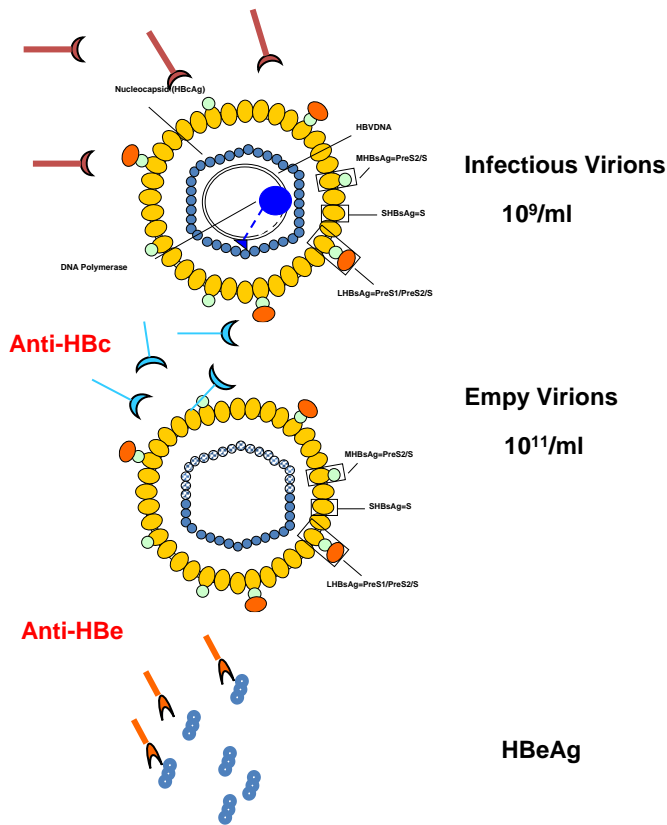 Nucleocapsid (HBcAg)
HBVDNA
MHBsAg=PreS2/S
Infectious Virions
SHBsAg=S
10⁹/ml
DNA Polymerase
LHBsAg=PreS1/PreS2/S
Anti-HBc
Empy Virions
10¹¹/ml
MHBsAg=PreS2/S
SHBsAg=S
LHBsAg=PreS1/PreS2/S
Anti-HBe
HBeAg